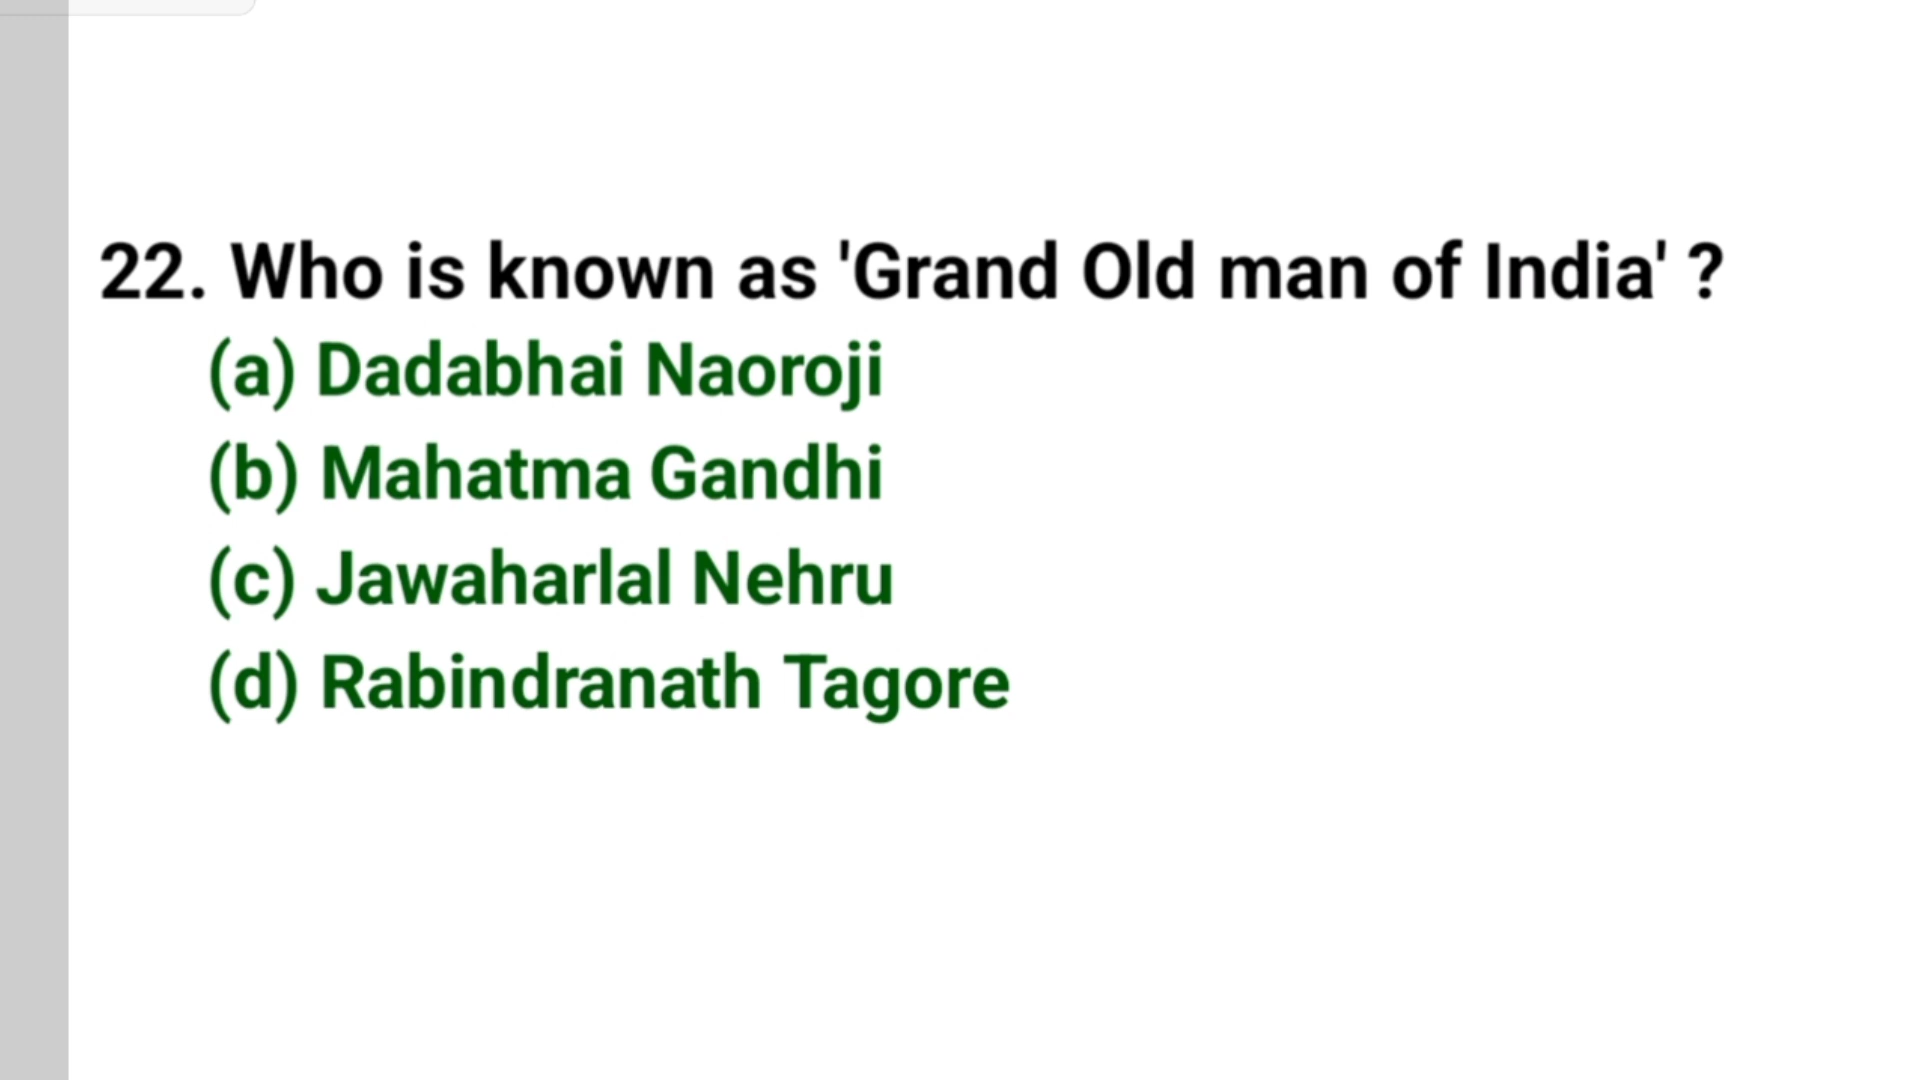 22. Who is known as 'Grand Old man of India' ?
(a) Dadabhai Naoroji
(b) Mahatma Gandhi
(c) Jawaharlal Nehru
(d) Rabindranath Tagore